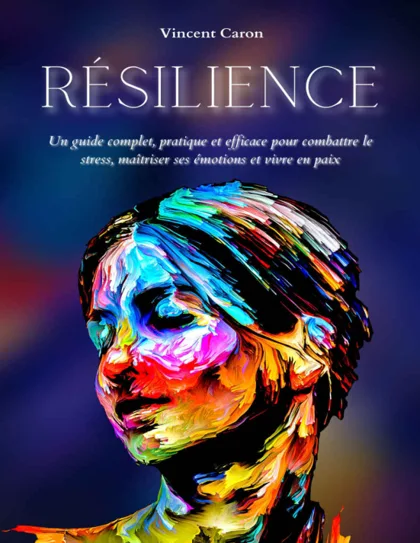 Vincent Caron
RÉSILIENCE
Un guide complet, pratique et efficace pour combattre le
stress, maîtriser ses émotions et vivre en paix